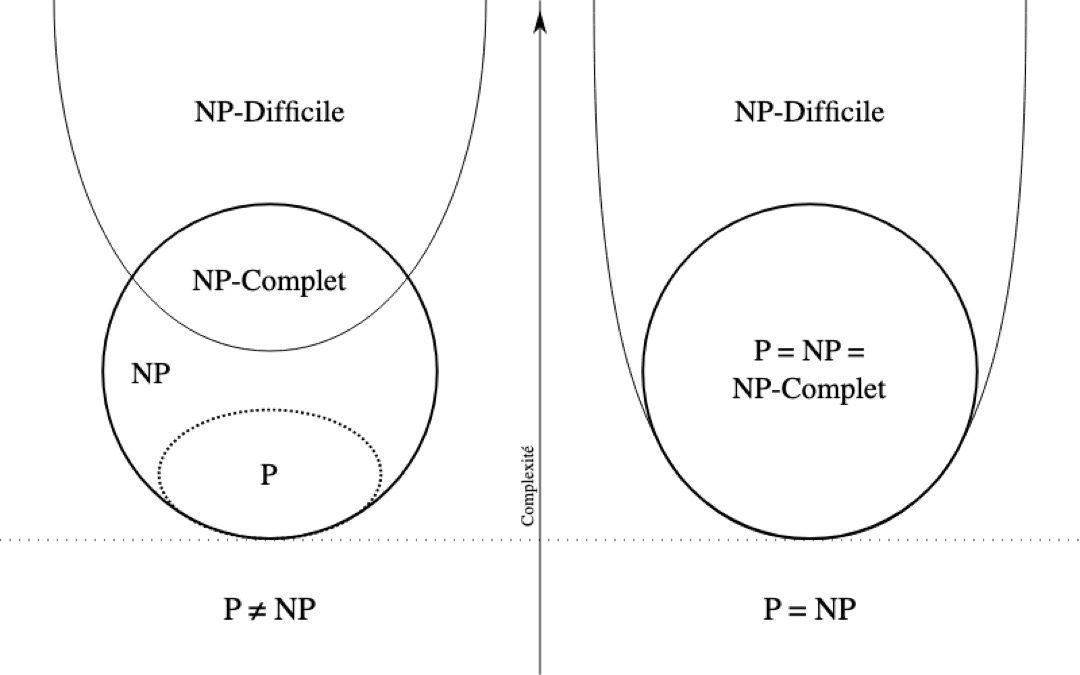 NP-Difficile
NP-Complet
NP
P
P ≠ NP
Complexité
NP-Difficile
P = NP =
NP-Complet
P = NP